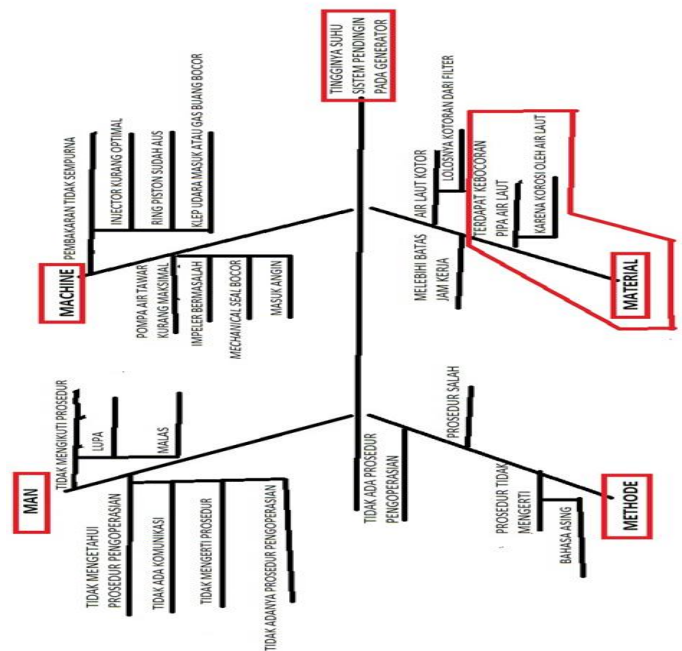 MAN
TIDAK MENGIKUTI PROSEDUR
LUPA
MALAS
TIDAK MENGETAHUI
PROSEDUR PENGOPERASIAN
TIDAK ADA KOMUNIKASI
TIDAK MENGERTI PROSEDUR
TIDAK ADANYA PROSEDUR PENGOPERASIAN
MACHINE
PEMBAKARAN TIDAK SEMPURNA
INJECTOR KURANG OPTIMAL
RING PISTON SUDAH AUS
KLEP UDARA MASUK ATAU GAS BUANG BOCOR
POMPA AIR TAWAR
KURANG MAKSIMAL
IMPELER BERMASALAH
MECHANICAL SEAL BOCOR
MASUK ANGIN
TINGGINYA SUHU
SISTEM PENDINGIN
PADA GENERATOR
TIDAK ADA PROSEDUR
PENGOPERASIAN
PROSEDUR SALAH
PROSEDUR TIDAK
MENGERTI
BAHASA ASING
METHODE
AIR LAUT KOTOR
LOLOSNYA KOTORAN DARI FILTER
MELEBIHI BATAS
JAM KERJA
TERDAPAT KEBOCORAN
PIPA AIR LAUT
KARENA KOROSI OLEH AIR LAUT
MATERIAL